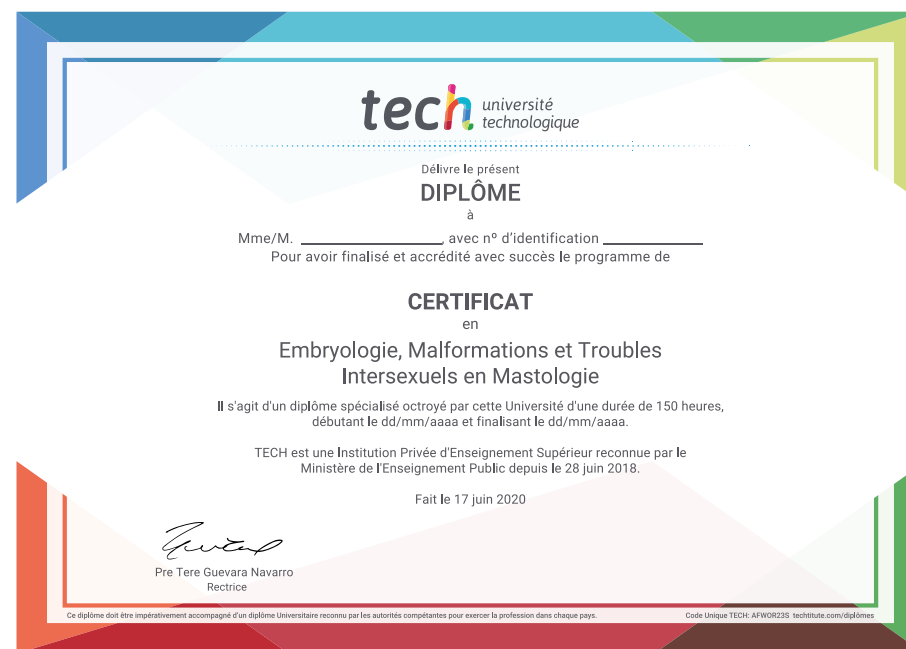 tech université
technologique
Délivre le présent
DIPLÔME
à
Mme/M. ____________________, avec nº d'identification ______________
Pour avoir finalisé et accrédité avec succès le programme de
CERTIFICAT
en
Embryologie, Malformations et Troubles
Intersexuels en Mastologie
Il s'agit d'un diplôme spécialisé octroyé par cette Université d'une durée de 150 heures,
débutant le dd/mm/aaaa et finalisant le dd/mm/aaaa.
TECH est une Institution Privée d'Enseignement Supérieur reconnue par le
Ministère de l'Enseignement Public depuis le 28 juin 2018.
Fait le 17 juin 2020
Pre Tere Guevara Navarro
Rectrice
Ce diplôme doit être impérativement accompagné d'un diplôme Universitaire reconnu par les autorités compétentes pour exercer la profession dans chaque pays.
Code Unique TECH: AFWOR23S techtitute.com/diplômes